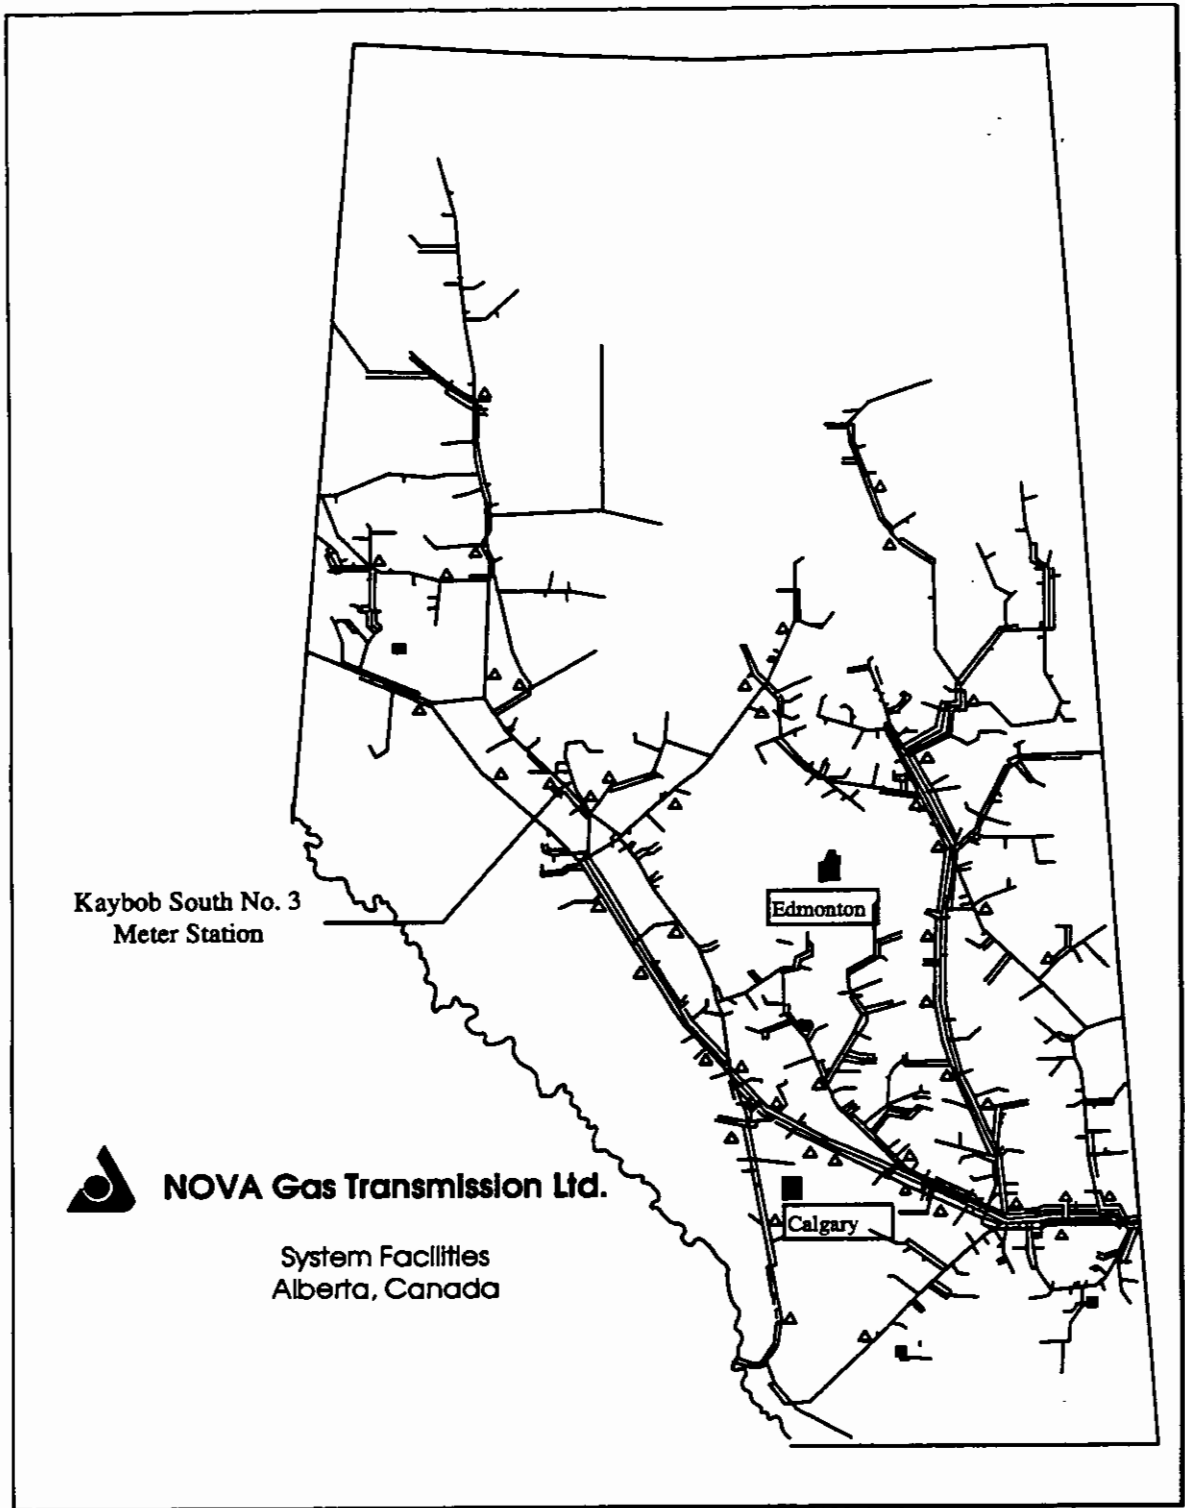 Kaybob South No. 3
Meter Station
Edmonton
NOVA Gas Transmission Ltd.
Calgary
System Facilities
Alberta, Canada